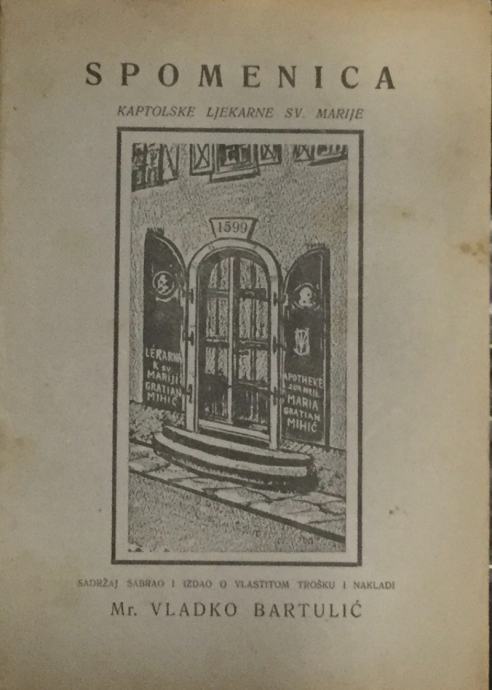 SPOMENICA
KAPTOLSKE LJEKARNE SV. MARIJE
1599
LÉKARNA
K SV.
MARIJI
GRATIAN
MIHIĆ
APOTHEKE
ZUR HEIL.
MARIA
GRATIAN
MIHIĆ
SADRŽAJ SABRAO I IZDAO O VLASTITOM TROŠKU I NAKLADI
Mr. VLADKO BARTULIĆ